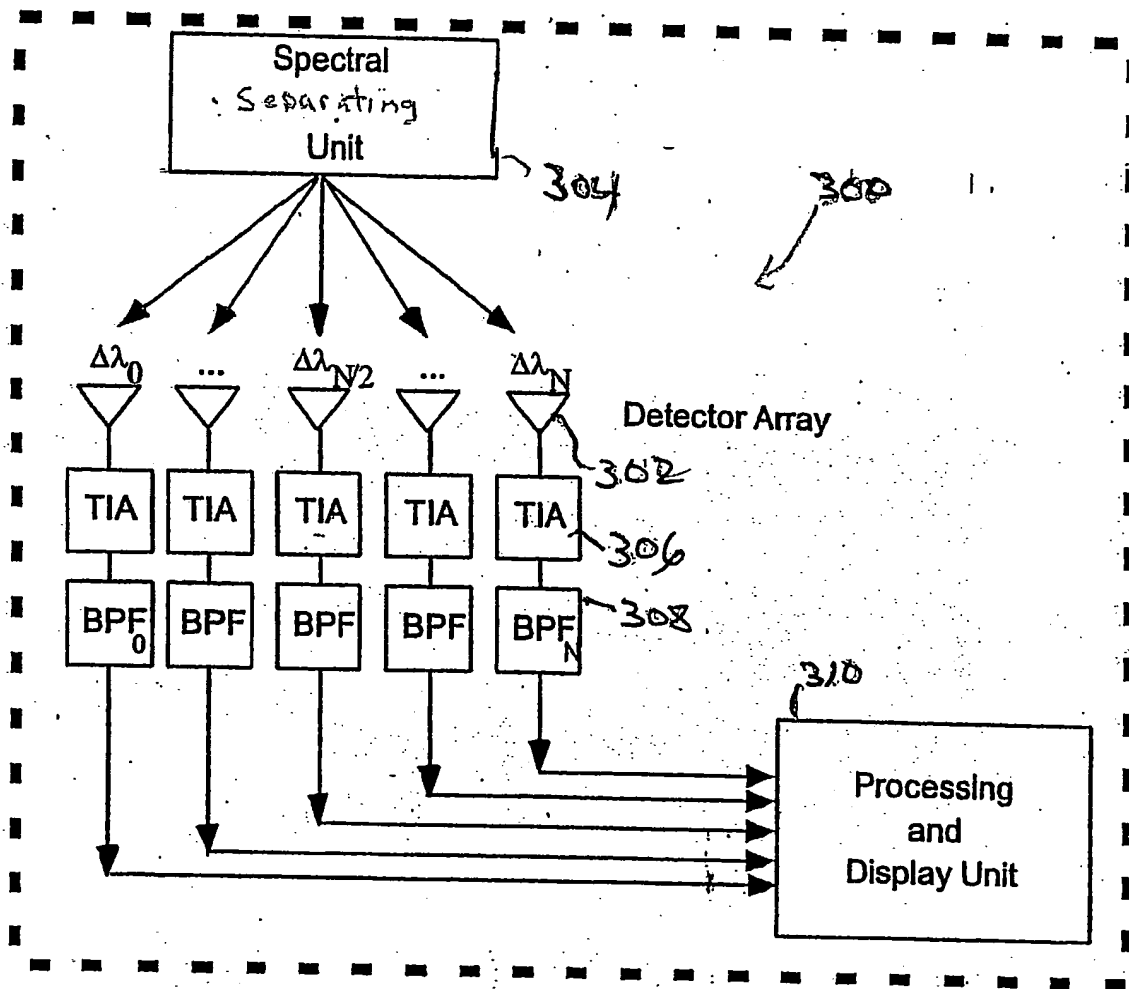 Spectral
Separating
Unit
304
300
Δλ0 ... ΔλN/2 ... ΔλN
Detector Array
302
TIA TIA TIA TIA TIA
306
BPF0 BPF BPF BPF BPFN
308
310
Processing
and
Display Unit